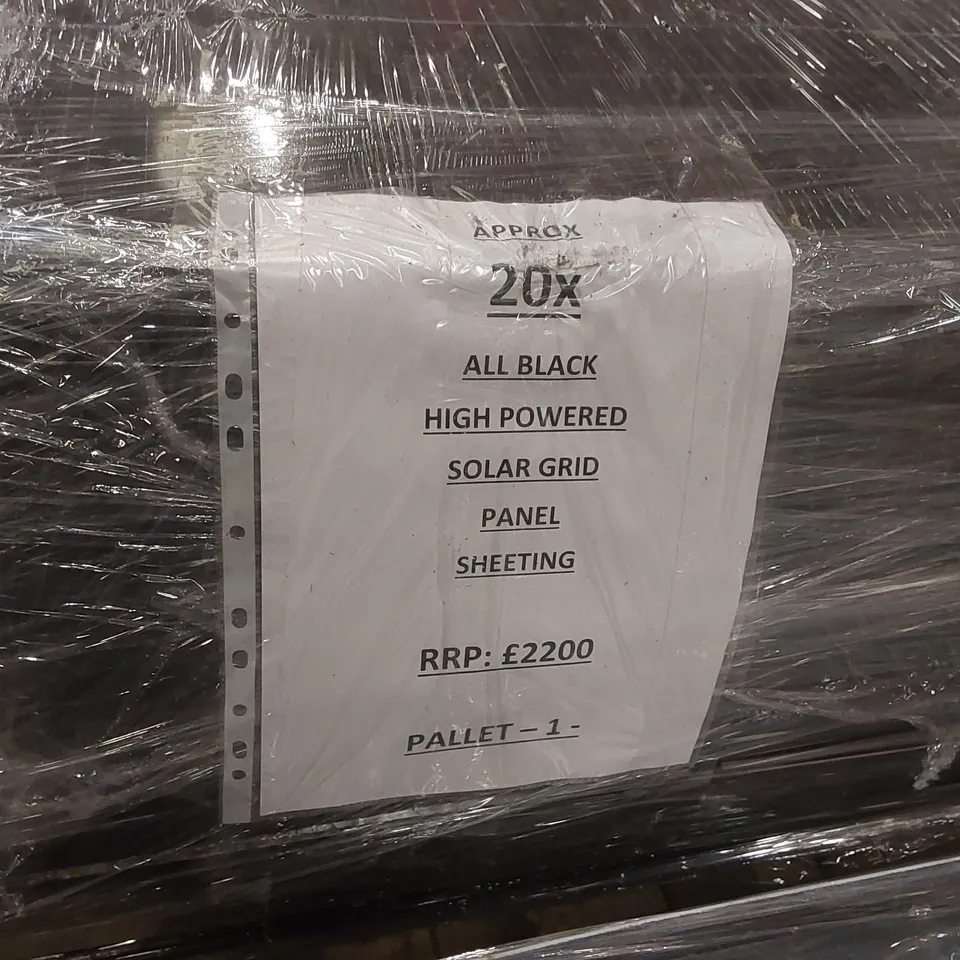 APPROX
20x
ALL BLACK
HIGH POWERED
SOLAR GRID
PANEL
SHEETING
RRP: £2200
PALLET – 1 -